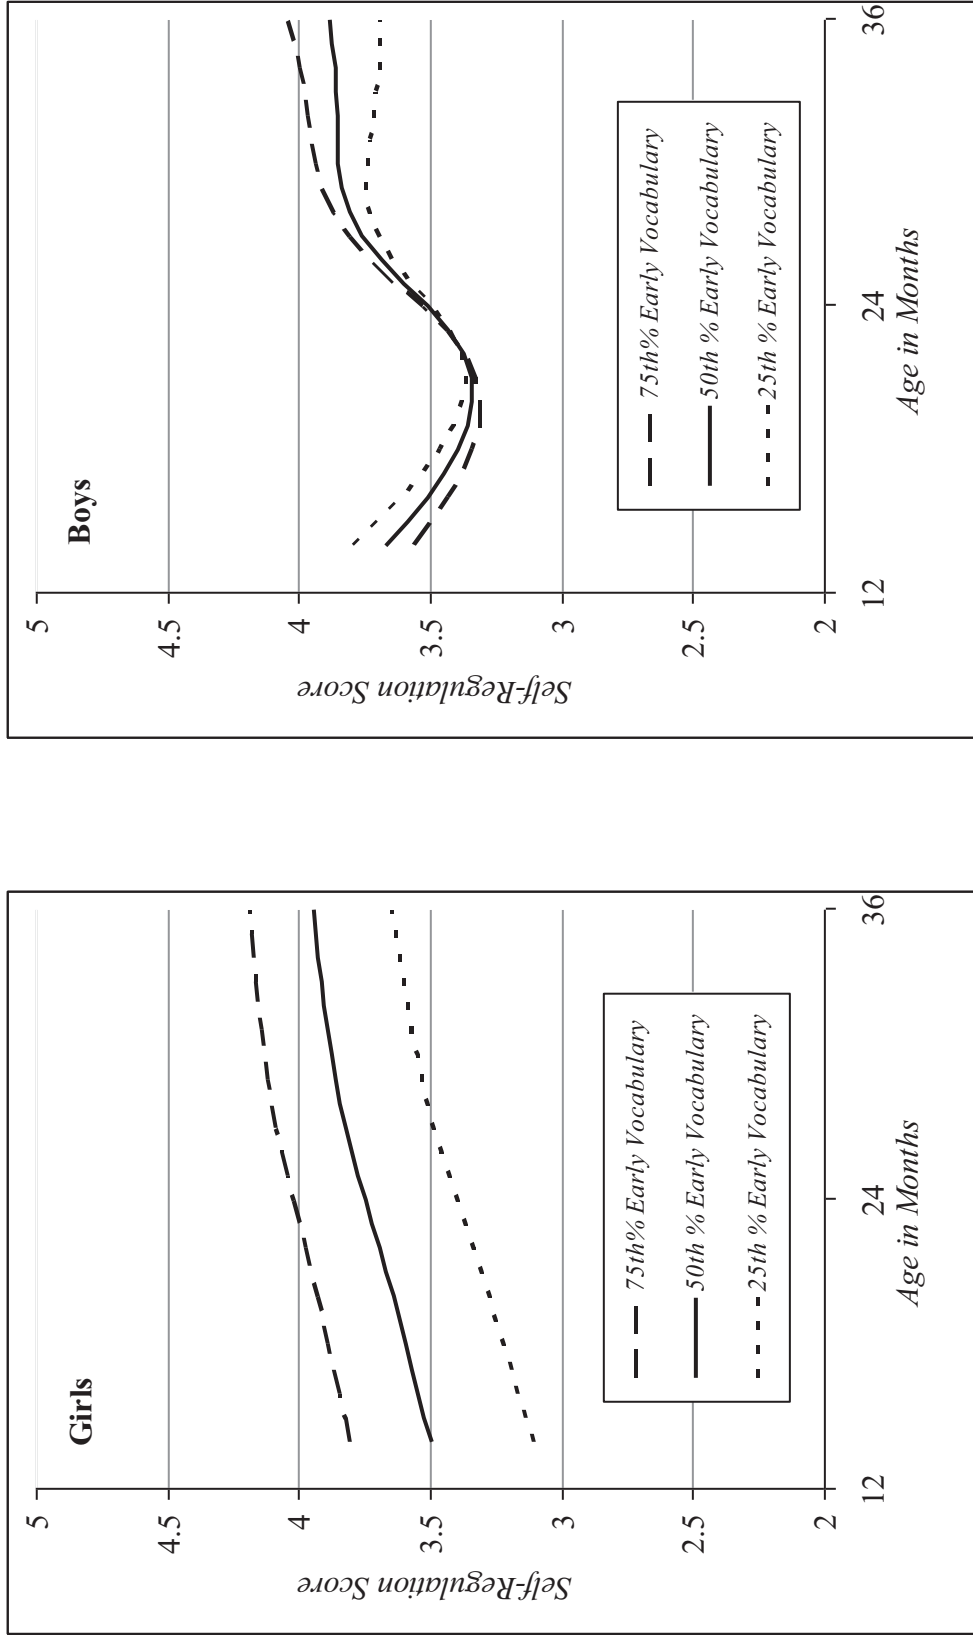 Girls
5
4.5
4
3.5
3
2.5
2
Self-Regulation Score
12
24
36
Age in Months
75th% Early Vocabulary
50th % Early Vocabulary
25th % Early Vocabulary
Boys
5
4.5
4
3.5
3
2.5
2
Self-Regulation Score
12
24
36
Age in Months
75th% Early Vocabulary
50th % Early Vocabulary
25th % Early Vocabulary